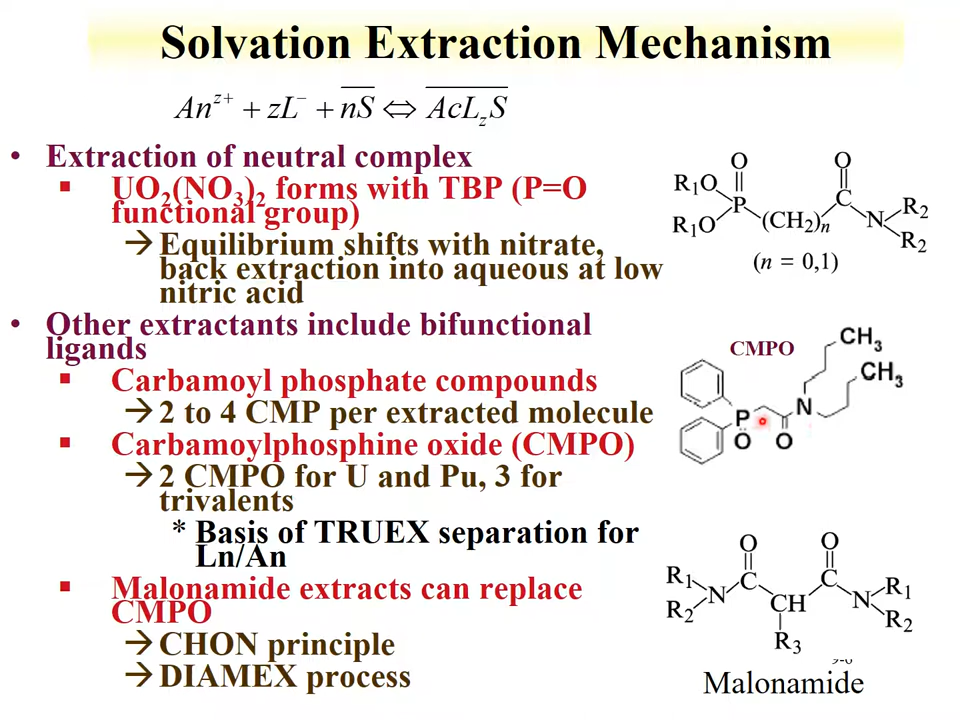 Solvation Extraction Mechanism
An^{z+} + zL^− + nS ⇔ AcL_zS
• Extraction of neutral complex
▪ UO2(NO3)2 forms with TBP (P=O
functional group)
→ Equilibrium shifts with nitrate,
back extraction into aqueous at low
nitric acid
• Other extractants include bifunctional
ligands
▪ Carbamoyl phosphate compounds
→ 2 to 4 CMP per extracted molecule
▪ Carbamoylphosphine oxide (CMPO)
→ 2 CMPO for U and Pu, 3 for
trivalents
* Basis of TRUEX separation for
Ln/An
▪ Malonamide extracts can replace
CMPO
→ CHON principle
→ DIAMEX process
O O
R1O
P C
R1O (CH2)n N R2
R2
(n = 0,1)
CMPO
CH3
CH3
P N
O O
O O
R1 C C R1
N CH N
R2 R2
R3
Malonamide